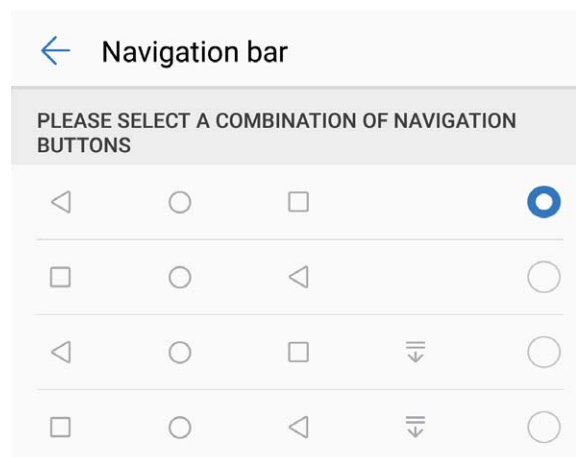 Navigation bar
PLEASE SELECT A COMBINATION OF NAVIGATION
BUTTONS